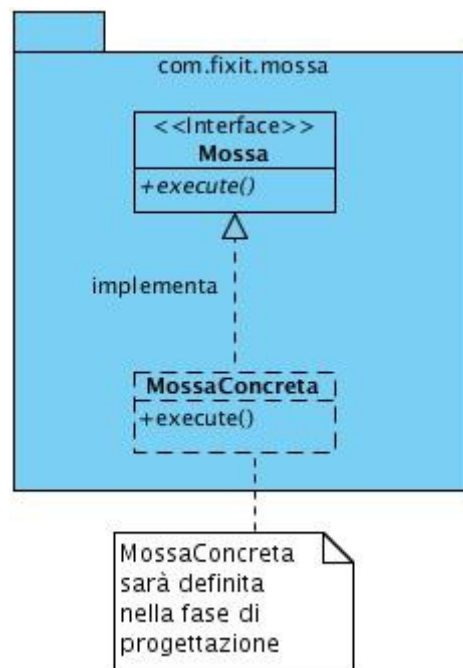 com.fixit.mossa
<<Interface>>
Mossa
+execute()
implementa
MossaConcreta
+execute()
MossaConcreta
sarà definita
nella fase di
progettazione